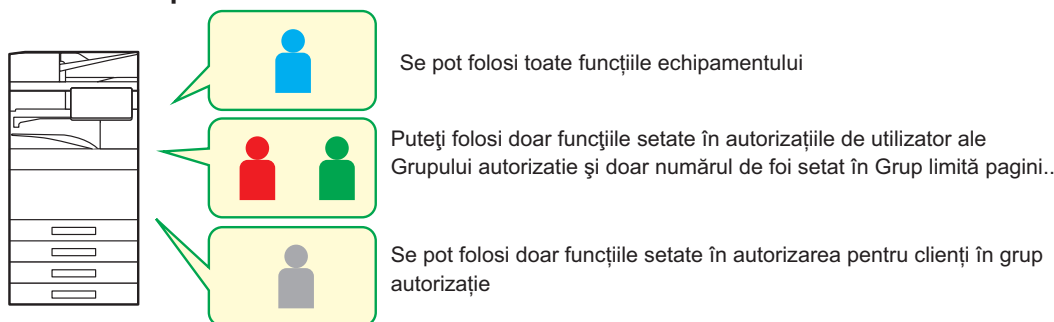 Se pot folosi toate funcțiile echipamentului
Puteţi folosi doar funcţiile setate în autorizațiile de utilizator ale
Grupului autorizatie şi doar numărul de foi setat în Grup limită pagini..
Se pot folosi doar funcțiile setate în autorizarea pentru clienți în grup
autorizație